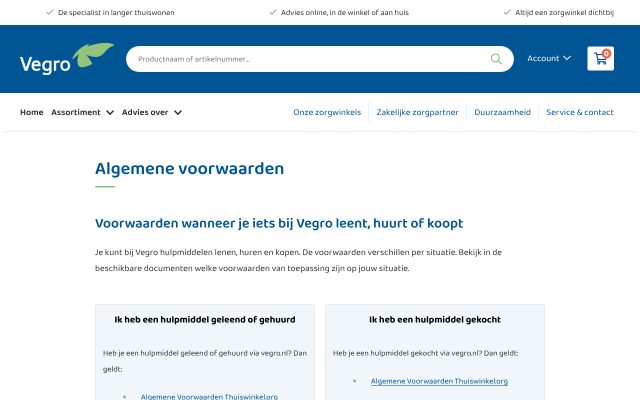 De specialist in langer thuiswonen
Advies online, in de winkel of aan huis
Altijd een zorgwinkel dichtbij
Vegro
Productnaam of artikelnummer...
Account
0
Home
Assortiment
Advies over
Onze zorgwinkels
Zakelijke zorgpartner
Duurzaamheid
Service & contact
Algemene voorwaarden
Voorwaarden wanneer je iets bij Vegro leent, huurt of koopt
Je kunt bij Vegro hulpmiddelen lenen, huren en kopen. De voorwaarden verschillen per situatie. Bekijk in de
beschikbare documenten welke voorwaarden van toepassing zijn op jouw situatie.
Ik heb een hulpmiddel geleend of gehuurd
Heb je een hulpmiddel geleend of gehuurd via vegro.nl? Dan
geldt:
Algemene Voorwaarden Thuiswinkel.org
Ik heb een hulpmiddel gekocht
Heb je een hulpmiddel gekocht via vegro.nl? Dan geldt:
Algemene Voorwaarden Thuiswinkel.org